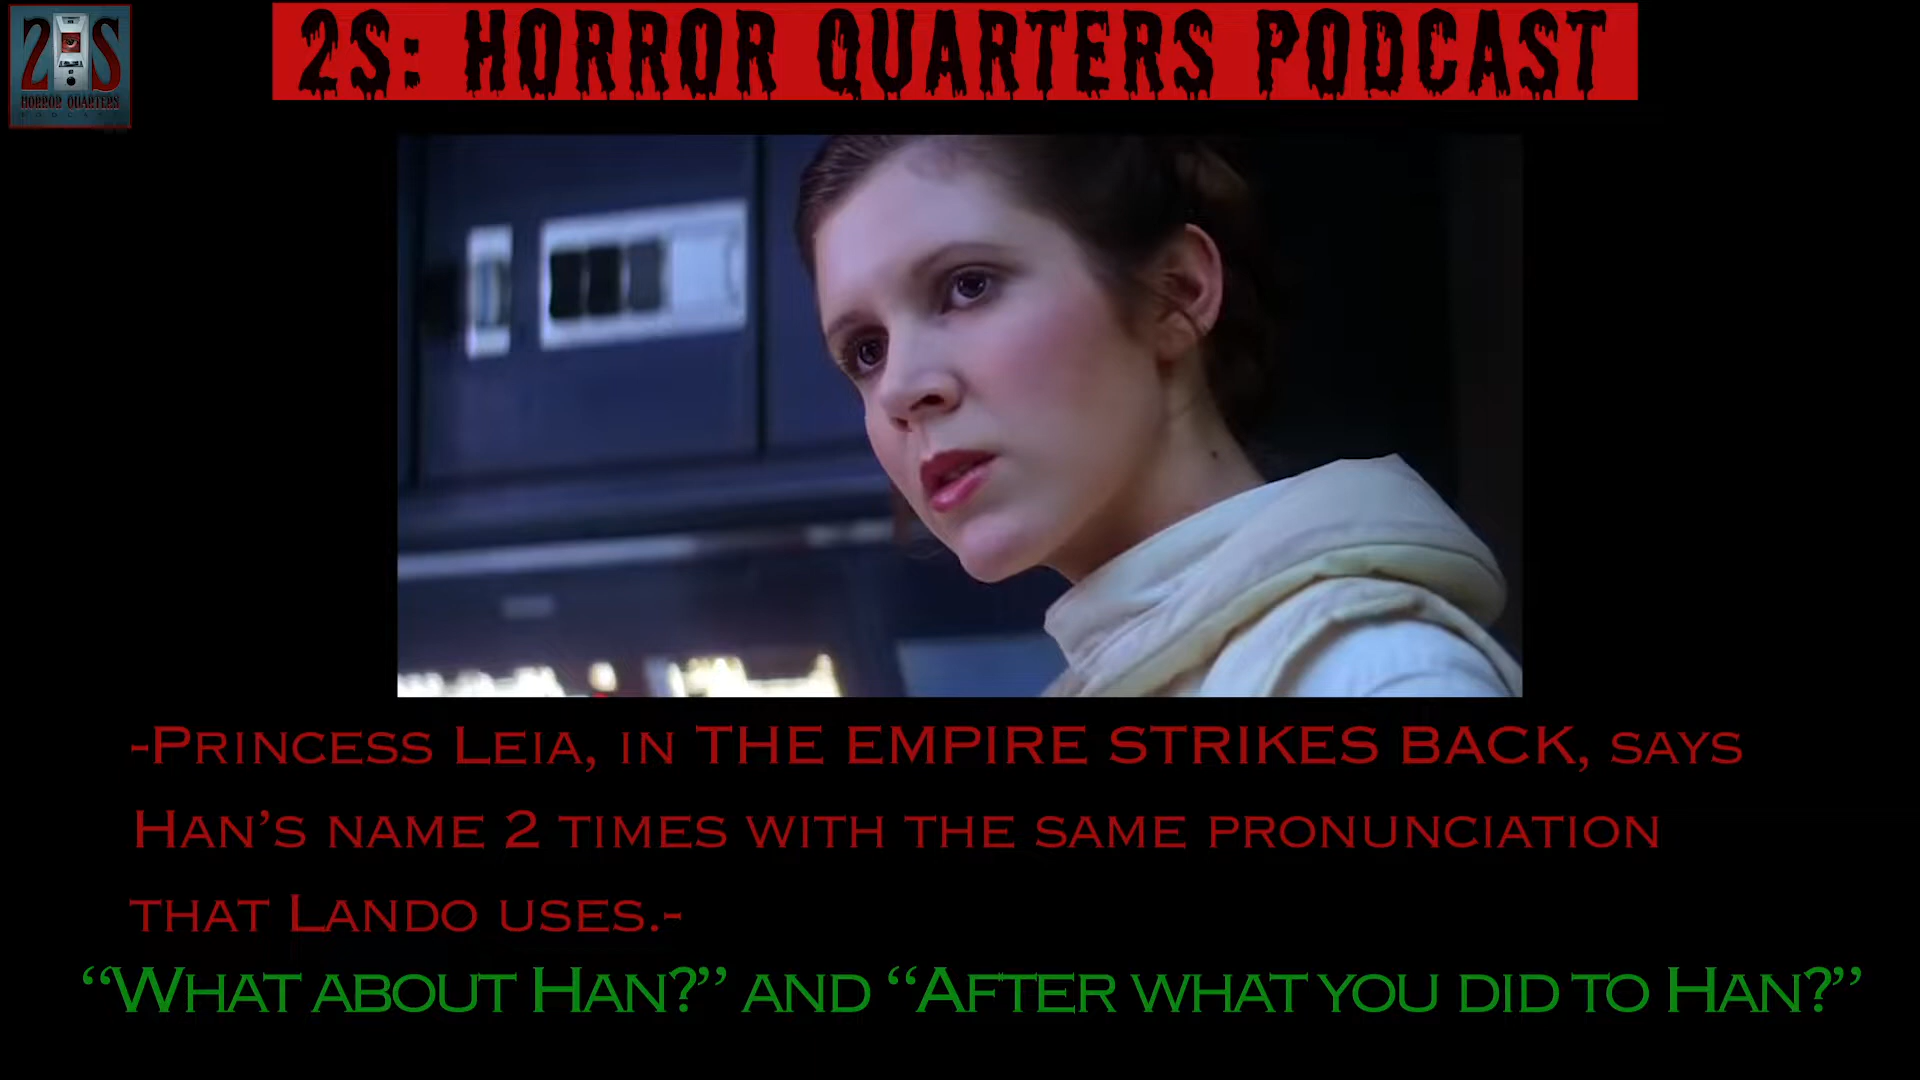 2S
HORROR QUARTERS
PODCAST
2S: HORROR QUARTERS PODCAST
-PRINCESS LEIA, IN THE EMPIRE STRIKES BACK, SAYS
HAN’S NAME 2 TIMES WITH THE SAME PRONUNCIATION
THAT LANDO USES.-
“WHAT ABOUT HAN?” AND “AFTER WHAT YOU DID TO HAN?”